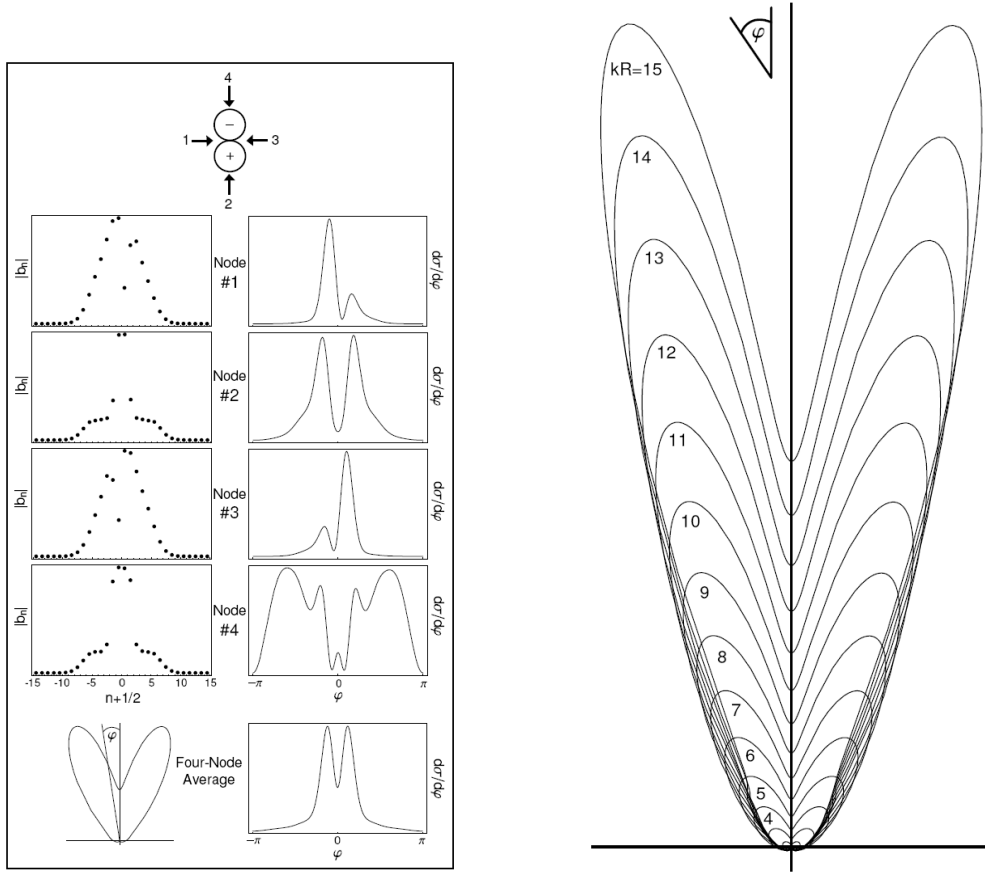 4
−
1
3
+
2
|bn|
Node
#1
dσ/dφ
|bn|
Node
#2
dσ/dφ
|bn|
Node
#3
dσ/dφ
|bn|
Node
#4
dσ/dφ
-15 -10 -5 0 5 10 15
n+1/2
−π 0 π
φ
φ
Four-Node
Average
dσ/dφ
−π 0 π
φ
φ
kR=15
14
13
12
11
10
9
8
7
6
5
4